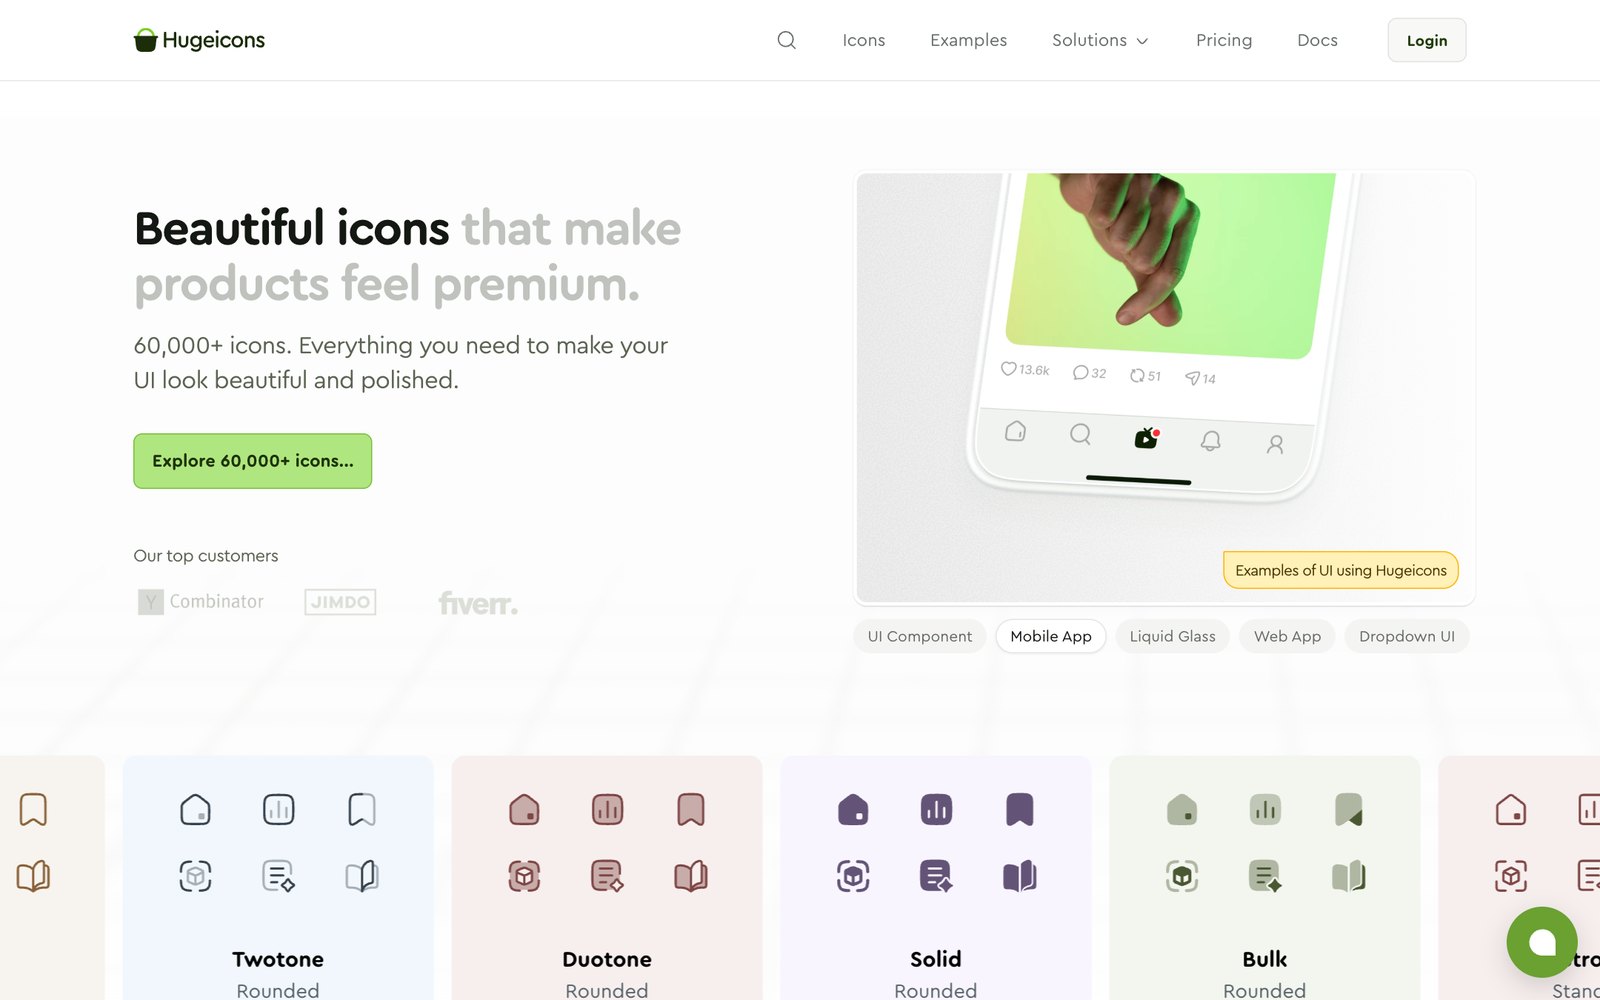 Hugeicons
Icons
Examples
Solutions
Pricing
Docs
Login
Beautiful icons that make
products feel premium.
60,000+ icons. Everything you need to make your
UI look beautiful and polished.
Explore 60,000+ icons...
Our top customers
Y Combinator
JIMDO
fiverr.
13.6k
32
51
14
Examples of UI using Hugeicons
UI Component
Mobile App
Liquid Glass
Web App
Dropdown UI
Twotone
Rounded
Duotone
Rounded
Solid
Rounded
Bulk
Rounded